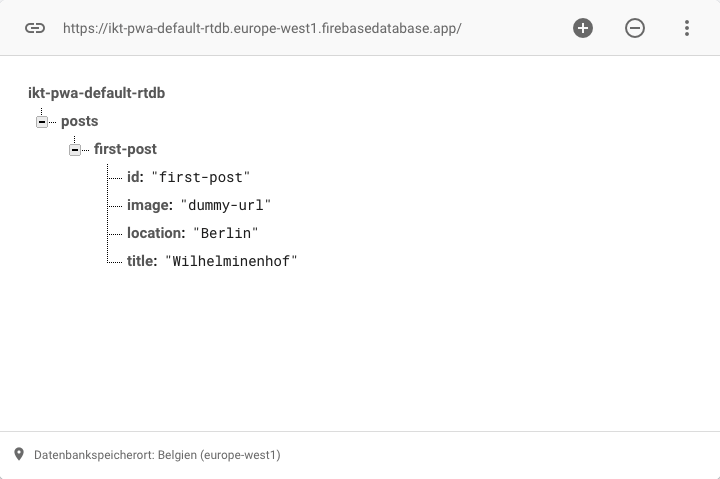 https://ikt-pwa-default-rtdb.europe-west1.firebasedatabase.app/
ikt-pwa-default-rtdb
posts
first-post
id: "first-post"
image: "dummy-url"
location: "Berlin"
title: "Wilhelminenhof"
Datenbankspeicherort: Belgien (europe-west1)